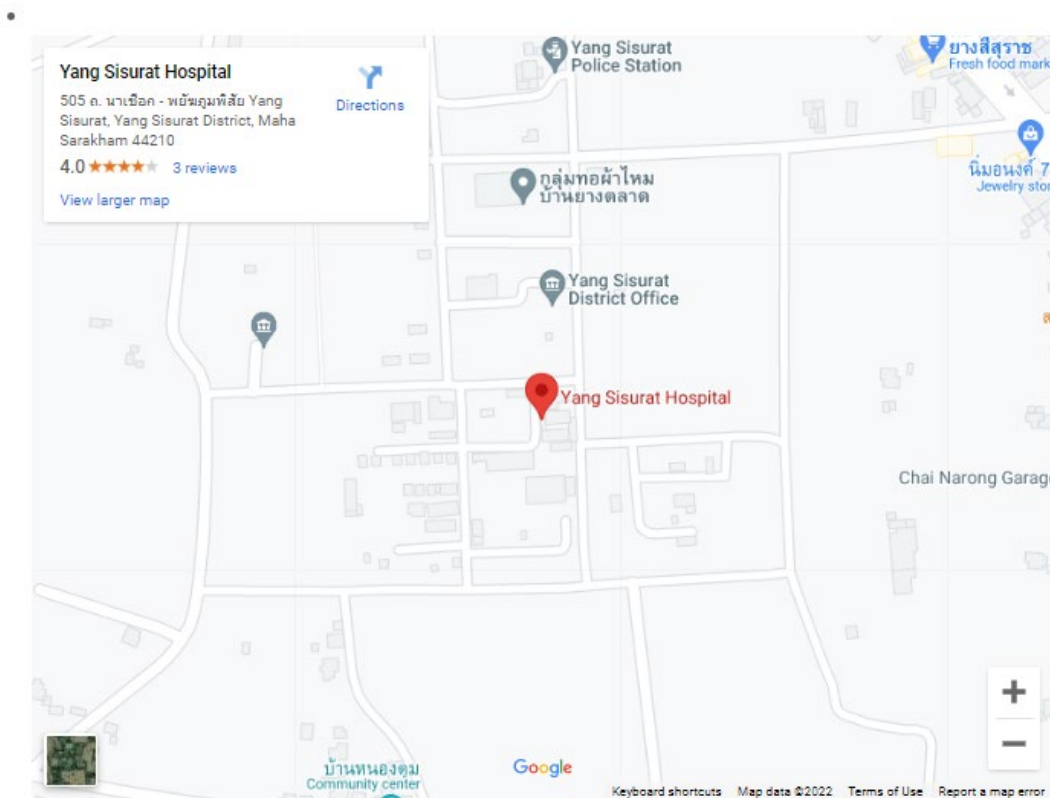 Yang Sisurat Hospital
Directions
505 ถ. นาเชือก - พยัฆภูมพิสัย Yang
Sisurat, Yang Sisurat District, Maha
Sarakham 44210
4.0 3 reviews
View larger map
Yang Sisurat
Police Station
ยางสีสุราช
Fresh food mark
กลุ่มทอผ้าไหม
บ้านยางตลาด
นิ่มอนงค์ 7
Jewelry stor
Yang Sisurat
District Office
Yang Sisurat Hospital
Chai Narong Garage
บ้านหนองตุม
Community center
Google
Keyboard shortcuts Map data ©2022 Terms of Use Report a map error